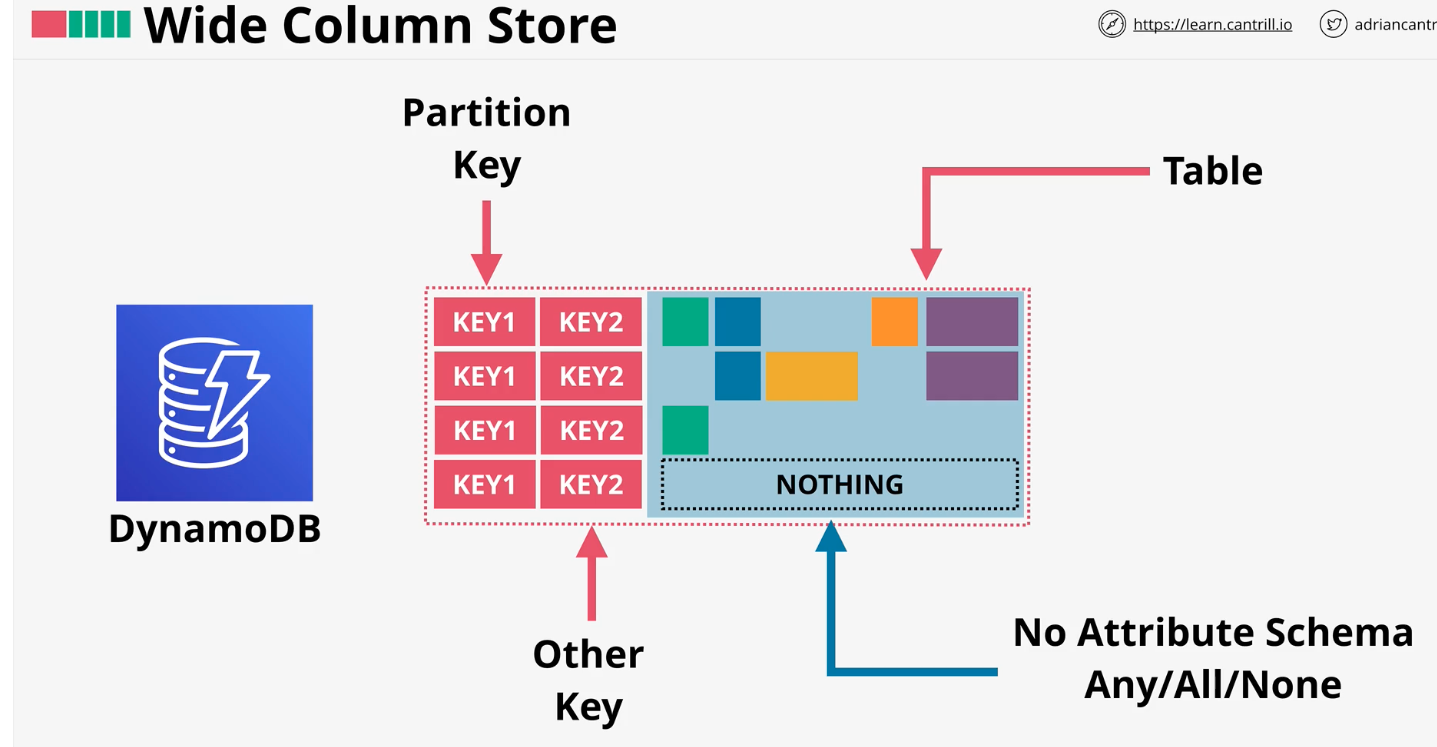 Wide Column Store
https://learn.cantrill.io
adriancantr
Partition
Key
Table
KEY1 KEY2
KEY1 KEY2
KEY1 KEY2
KEY1 KEY2
NOTHING
DynamoDB
Other
Key
No Attribute Schema
Any/All/None